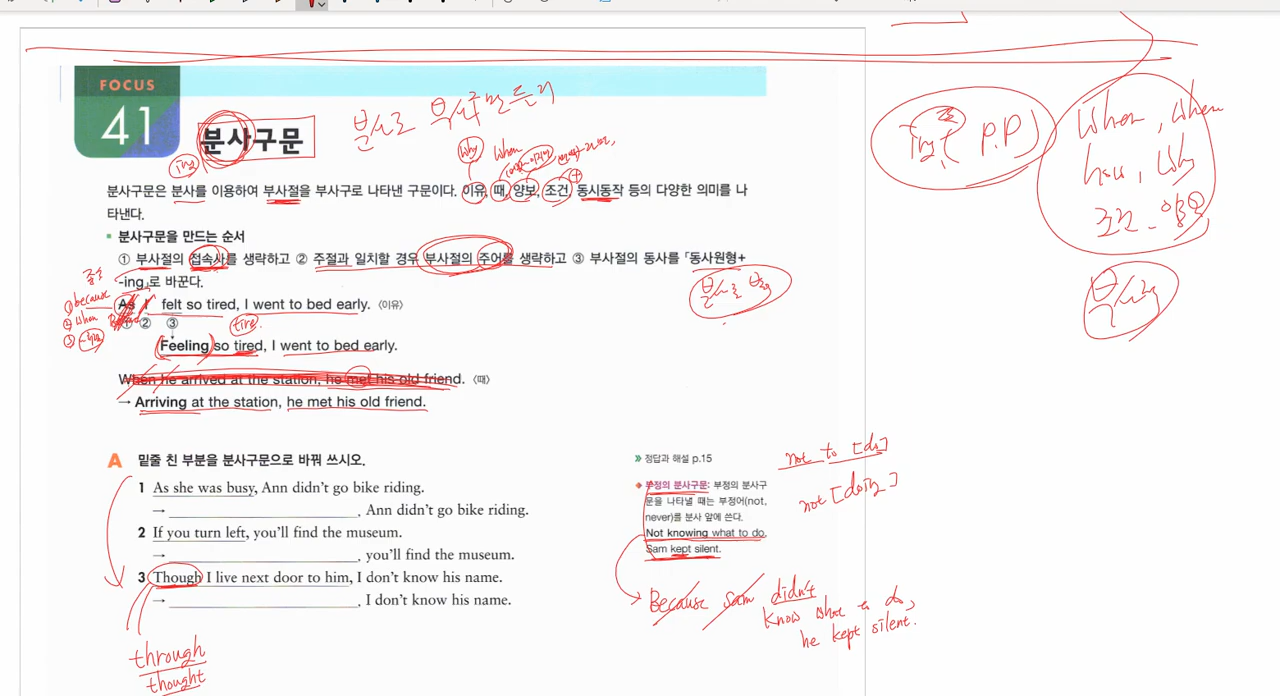 FOCUS
41
분사구문
분사로 부사구 만들기
ing
why
when
분사구문은 분사를 이용하여 부사절을 부사구로 나타낸 구문이다. 이유, 때, 양보, 조건, 동시동작 등의 다양한 의미를 나
타낸다.
분사구문을 만드는 순서
① 부사절의 접속사를 생략하고 ② 주절과 일치할 경우 부사절의 주어를 생략하고 ③ 부사절의 동사를 「동사원형+
-ing」로 바꾼다.
① because
② when
③
As I felt so tired, I went to bed early. 〈이유〉
① ② ③
tire
Feeling so tired, I went to bed early.
When he arrived at the station, he met his old friend. 〈때〉
→ Arriving at the station, he met his old friend.
A 밑줄 친 부분을 분사구문으로 바꿔 쓰시오.
1 As she was busy, Ann didn't go bike riding.
→ , Ann didn't go bike riding.
2 If you turn left, you'll find the museum.
→ , you'll find the museum.
3 Though I live next door to him, I don't know his name.
→ , I don't know his name.
through
thought
정답과 해설 p.15
부정의 분사구문: 부정의 분사구
문을 나타낼 때는 부정어(not,
never)를 분사 앞에 쓴다.
Not knowing what to do,
Sam kept silent.
not to [do]
not [doing]
Because Sam didn't
know what to do,
he kept silent.
ing, P.P
when, where
how, why
조건
부사절